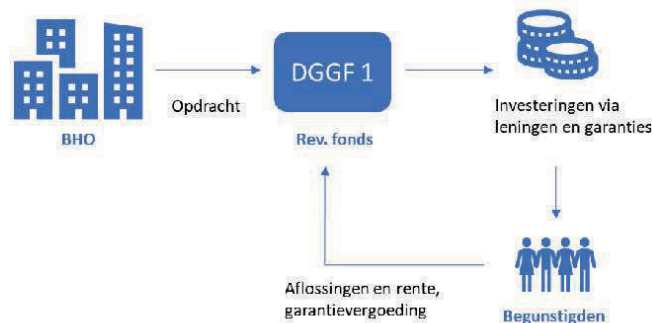 DGGF 1
Opdracht
BHO
Rev. fonds
Investeringen via
leningen en garanties
Aflossingen en rente,
garantievergoeding
Begunstigden